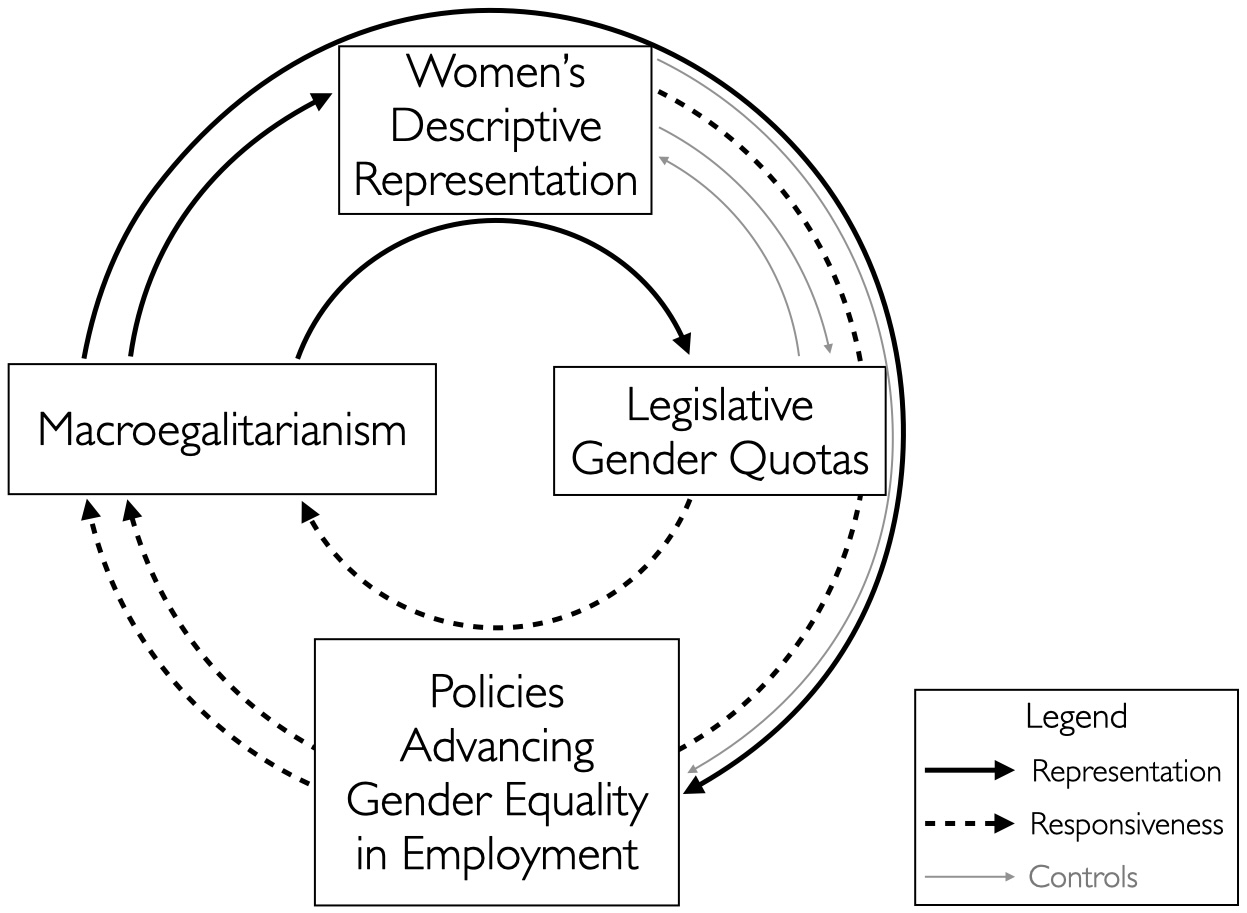 Women’s
Descriptive
Representation
Macroegalitarianism
Legislative
Gender Quotas
Policies
Advancing
Gender Equality
in Employment
Legend
Representation
Responsiveness
Controls